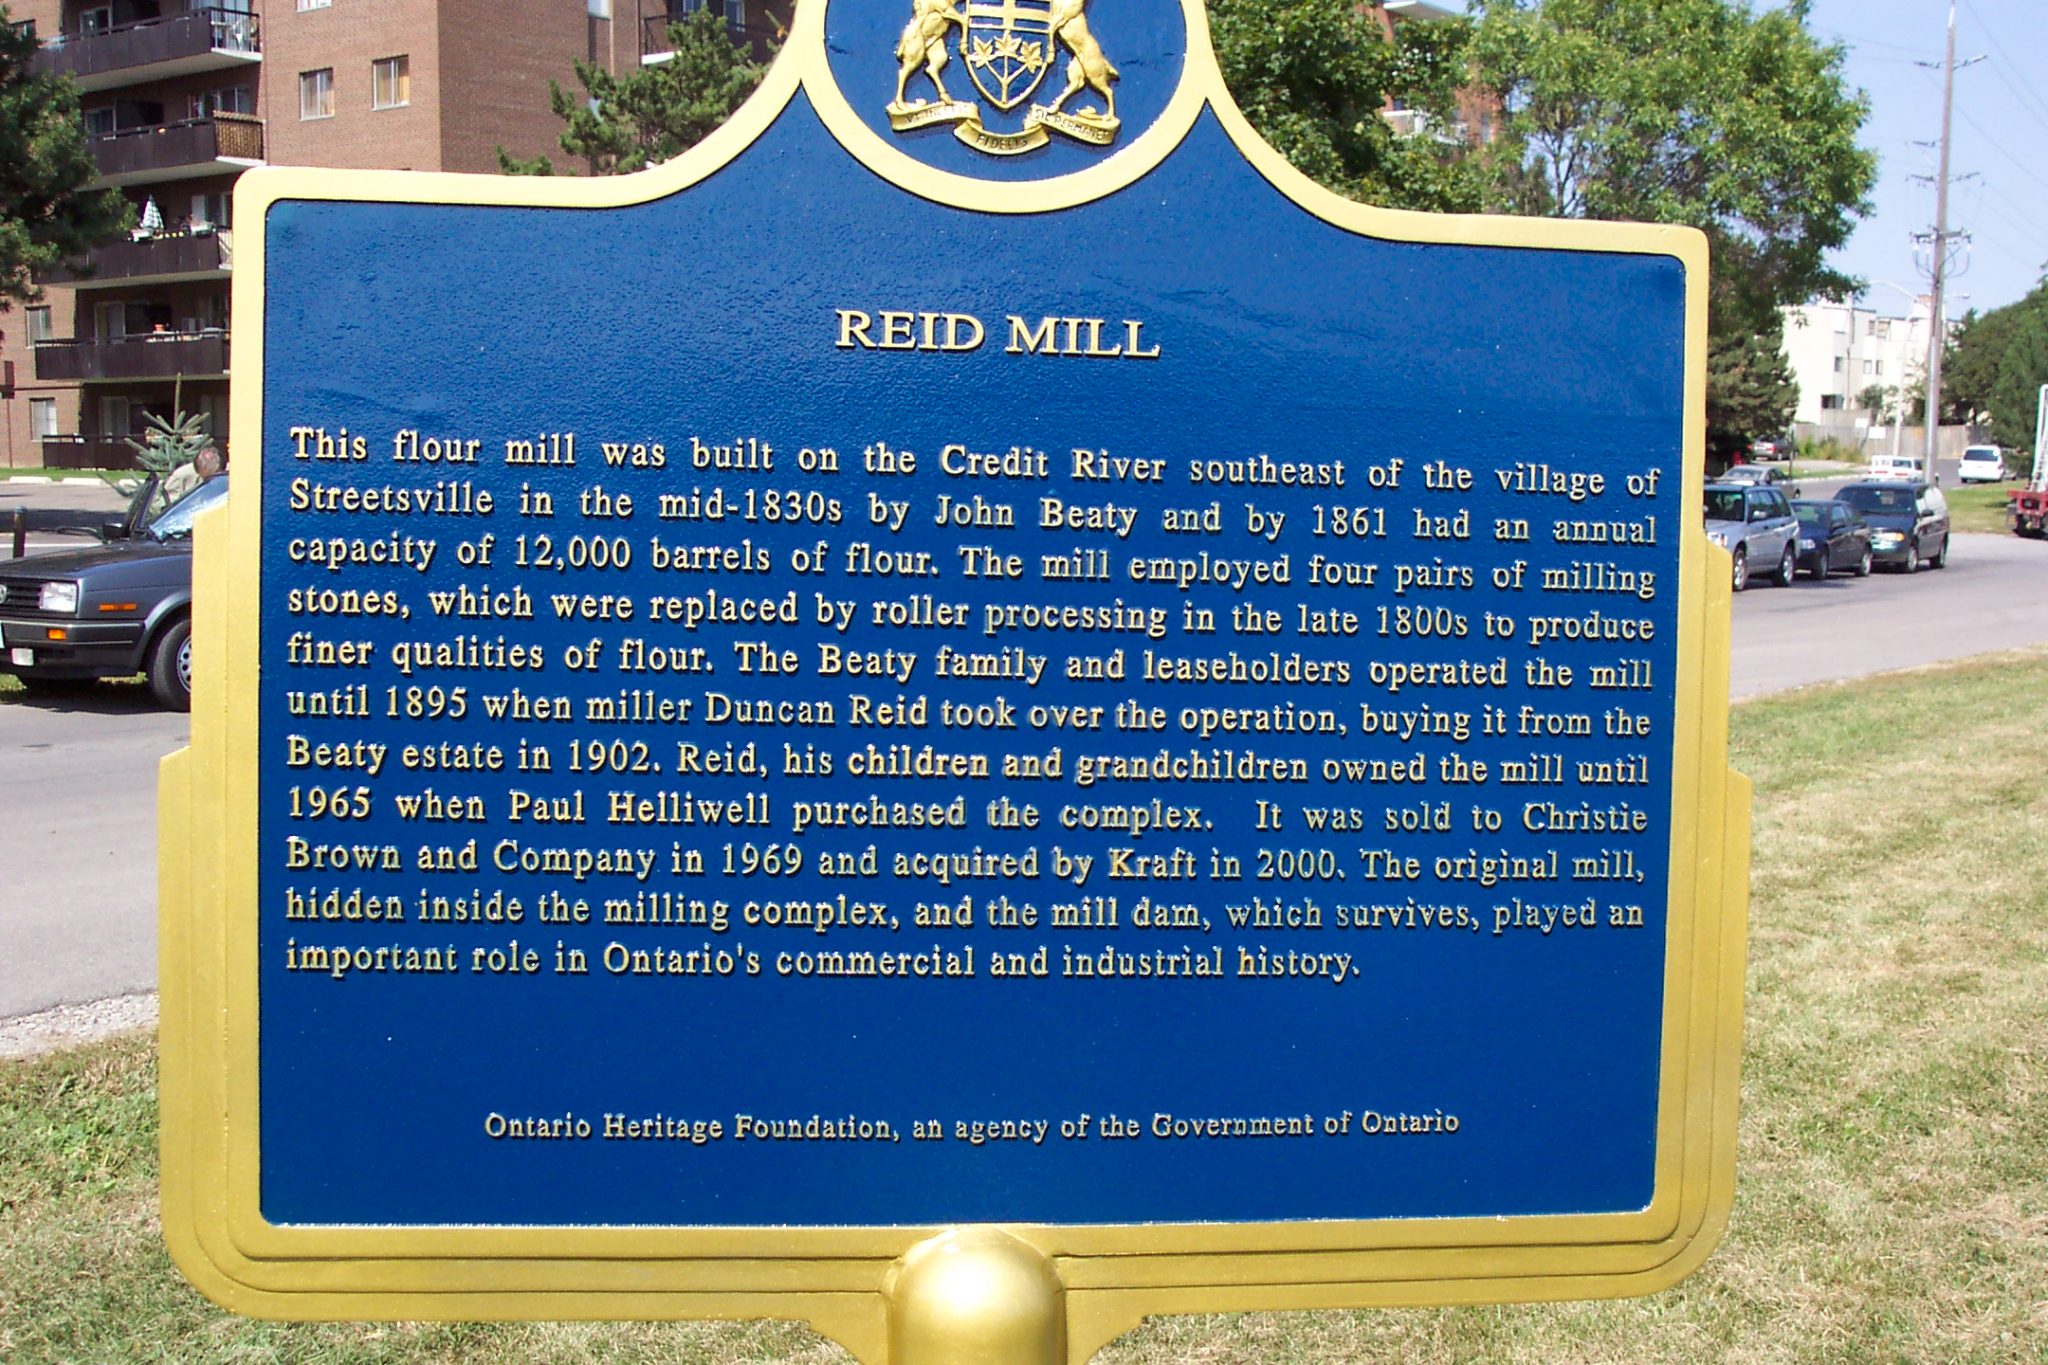 VT INCEPIT SIC PERMANET
FIDELIS
REID MILL
This flour mill was built on the Credit River southeast of the village of
Streetsville in the mid-1830s by John Beaty and by 1861 had an annual
capacity of 12,000 barrels of flour. The mill employed four pairs of milling
stones, which were replaced by roller processing in the late 1800s to produce
finer qualities of flour. The Beaty family and leaseholders operated the mill
until 1895 when miller Duncan Reid took over the operation, buying it from the
Beaty estate in 1902. Reid, his children and grandchildren owned the mill until
1965 when Paul Helliwell purchased the complex. It was sold to Christie
Brown and Company in 1969 and acquired by Kraft in 2000. The original mill,
hidden inside the milling complex, and the mill dam, which survives, played an
important role in Ontario's commercial and industrial history.
Ontario Heritage Foundation, an agency of the Government of Ontario